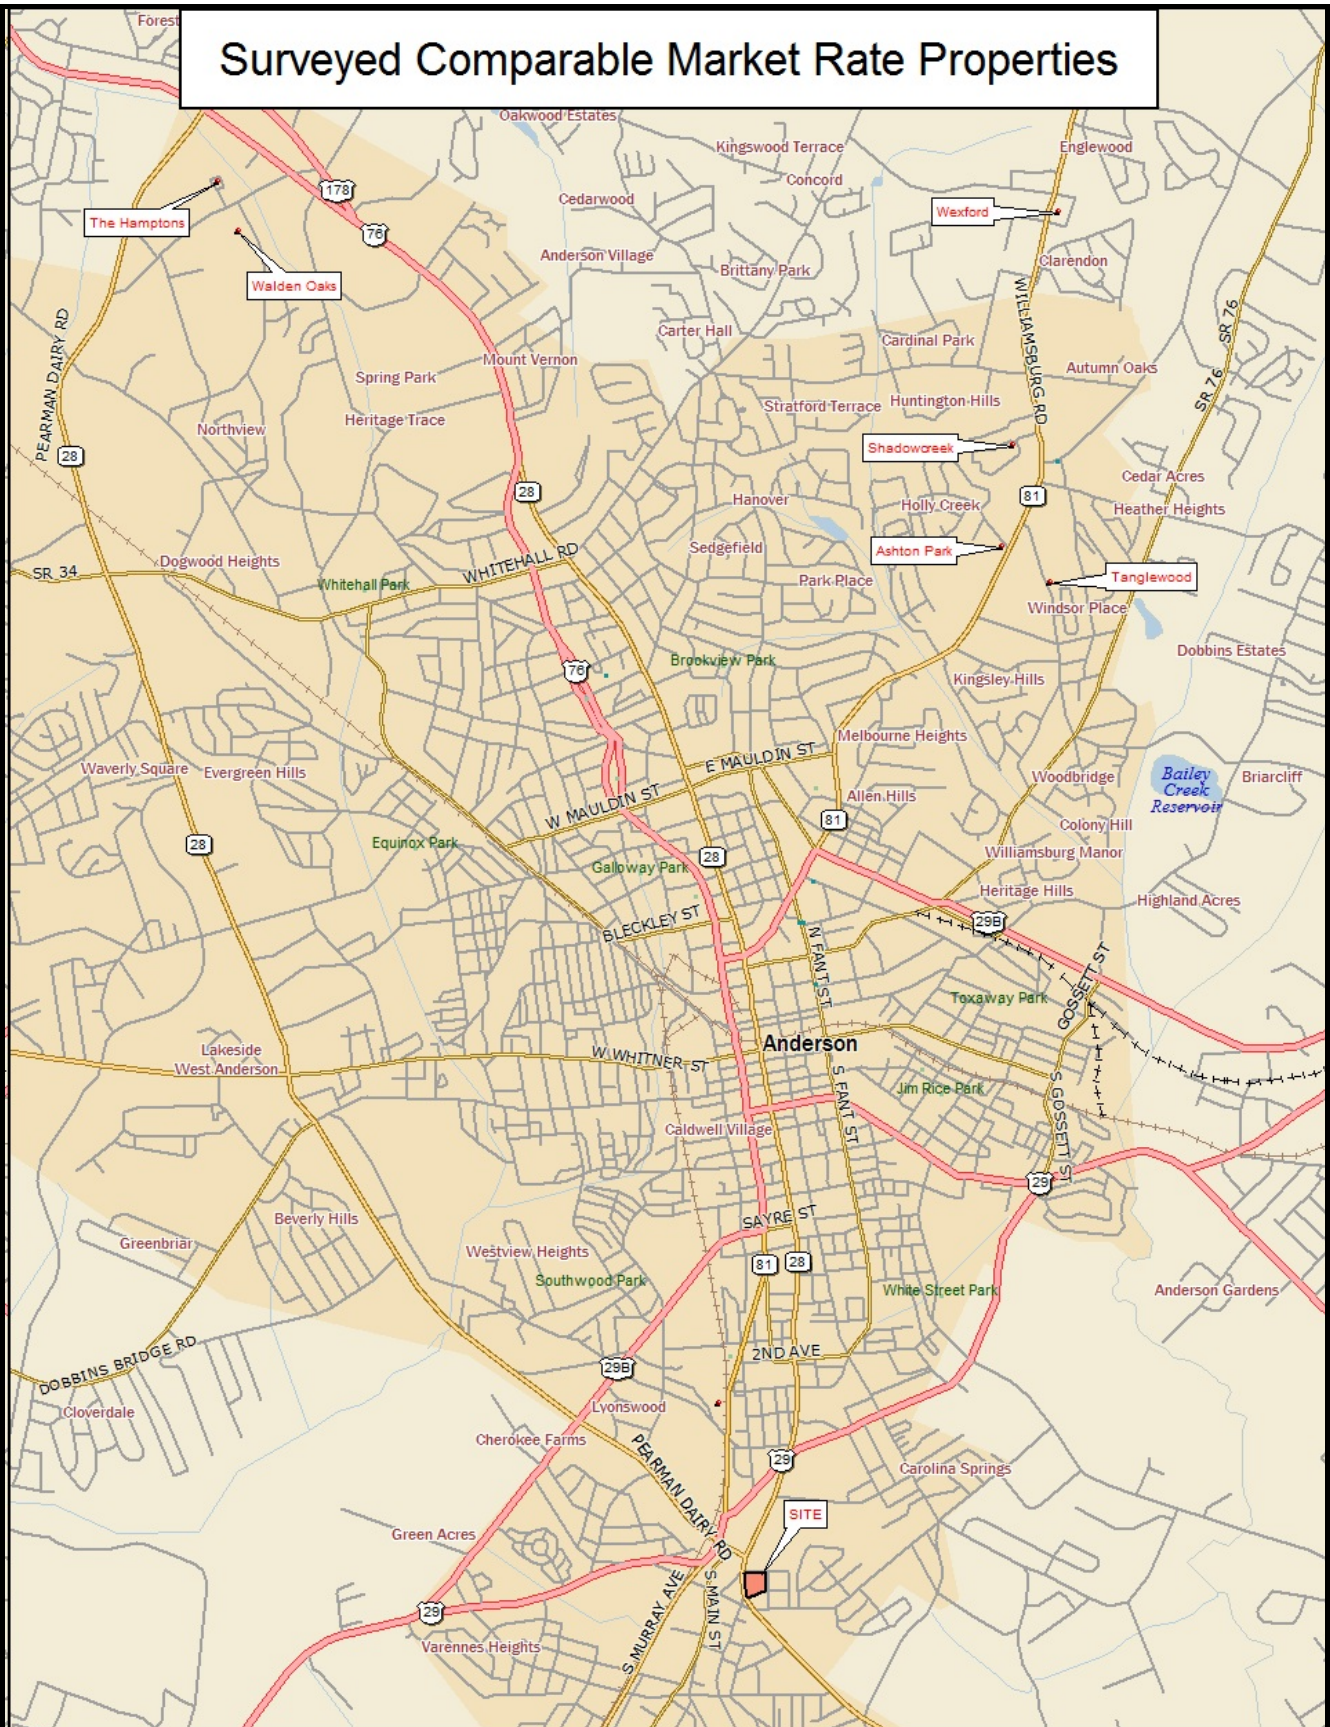 Forest
Surveyed Comparable Market Rate Properties
Oakwood Estates
Kingswood Terrace
Englewood
Concord
178
Cedarwood
The Hamptons
Wexford
76
Anderson Village
Brittany Park
Clarendon
Walden Oaks
WILLIAMSBURG RD
SR 76
PEARMAN DAIRY RD
Carter Hall
Cardinal Park
Mount Vernon
Autumn Oaks
Spring Park
SR 76
Stratford Terrace
Huntington Hills
Heritage Trace
Northview
Shadowcreek
28
Cedar Acres
28
Hanover
Holly Creek
81
Heather Heights
Dogwood Heights
WHITEHALL RD
Sedgefield
Ashton Park
SR 34
Whitehall Park
Park Place
Tanglewood
Windsor Place
Brookview Park
Dobbins Estates
76
Kingsley Hills
Melbourne Heights
E MAULDIN ST
Waverly Square
Evergreen Hills
Woodbridge
Bailey
Creek
Reservoir
Briarcliff
W MAULDIN ST
Allen Hills
81
Colony Hill
28
Equinox Park
Galloway Park
28
Williamsburg Manor
Heritage Hills
Highland Acres
BLECKLEY ST
29B
N FANT ST
GOSSETT ST
Toxaway Park
Anderson
Lakeside
West Anderson
W WHITNER ST
S FANT ST
Jim Rice Park
S GOSSETT ST
Caldwell Village
29
Beverly Hills
SAYRE ST
Greenbriar
Westview Heights
81
28
Southwood Park
White Street Park
Anderson Gardens
DOBBINS BRIDGE RD
2ND AVE
29B
Cloverdale
Lyonswood
Cherokee Farms
PEARMAN DAIRY RD
29
Carolina Springs
SITE
Green Acres
S MURRAY AVE
S MAIN ST
29
Varennes Heights